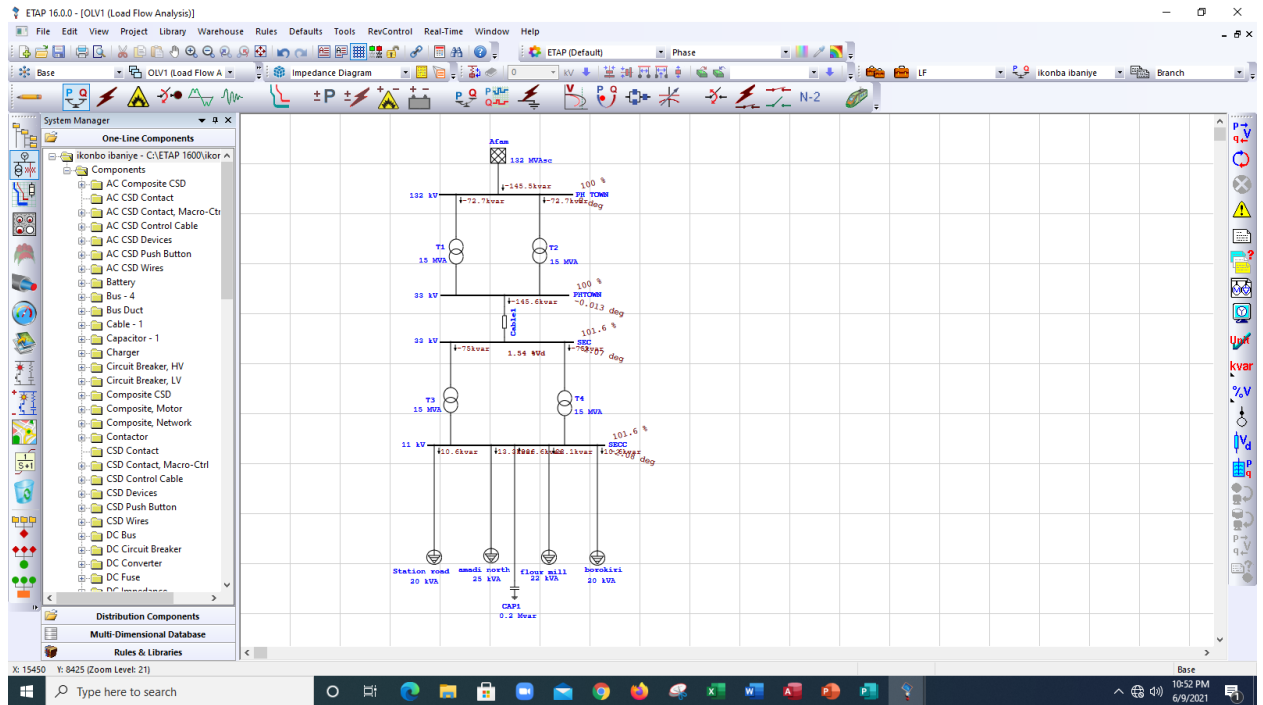 ETAP 16.0.0 - [OLV1 (Load Flow Analysis)]
File Edit View Project Library Warehouse Rules Defaults Tools RevControl Real-Time Window Help
ETAP (Default) Phase
Base OLV1 (Load Flow A Impedance Diagram 0 kV LF ikonba ibaniye Branch
N-2
System Manager
One-Line Components
ikonbo ibaniye - C:\ETAP 1600\ikor
Components
AC Composite CSD
AC CSD Contact
AC CSD Contact, Macro-Ctr
AC CSD Control Cable
AC CSD Devices
AC CSD Push Button
AC CSD Wires
Battery
Bus - 4
Bus Duct
Cable - 1
Capacitor - 1
Charger
Circuit Breaker, HV
Circuit Breaker, LV
Composite CSD
Composite, Motor
Composite, Network
Contactor
CSD Contact
CSD Contact, Macro-Ctrl
CSD Control Cable
CSD Devices
CSD Push Button
CSD Wires
DC Bus
DC Circuit Breaker
DC Converter
DC Fuse
DC Impedance
Distribution Components
Multi-Dimensional Database
Rules & Libraries
Afam
132 MVAsc
-145.5kvar
100 %
132 kV
PH TOWN
-72.7kvar
deg
T1
15 MVA
T2
15 MVA
100 %
33 kV
PHTOWN
-145.6kvar
-0.013 deg
Cable1
101.6 %
33 kV
SEC
-75kvar
1.54 %Vd
deg
T3
15 MVA
T4
15 MVA
101.6 %
11 kV
SECC
10.6kvar
deg
Station road
20 kVA
amadi north
25 kVA
flour mill
22 kVA
borokiri
20 kVA
CAP1
0.2 Mvar
Unit
kvar
%V
Vd
X: 15450 Y: 8425 (Zoom Level: 21)
Base
Type here to search
10:52 PM
6/9/2021